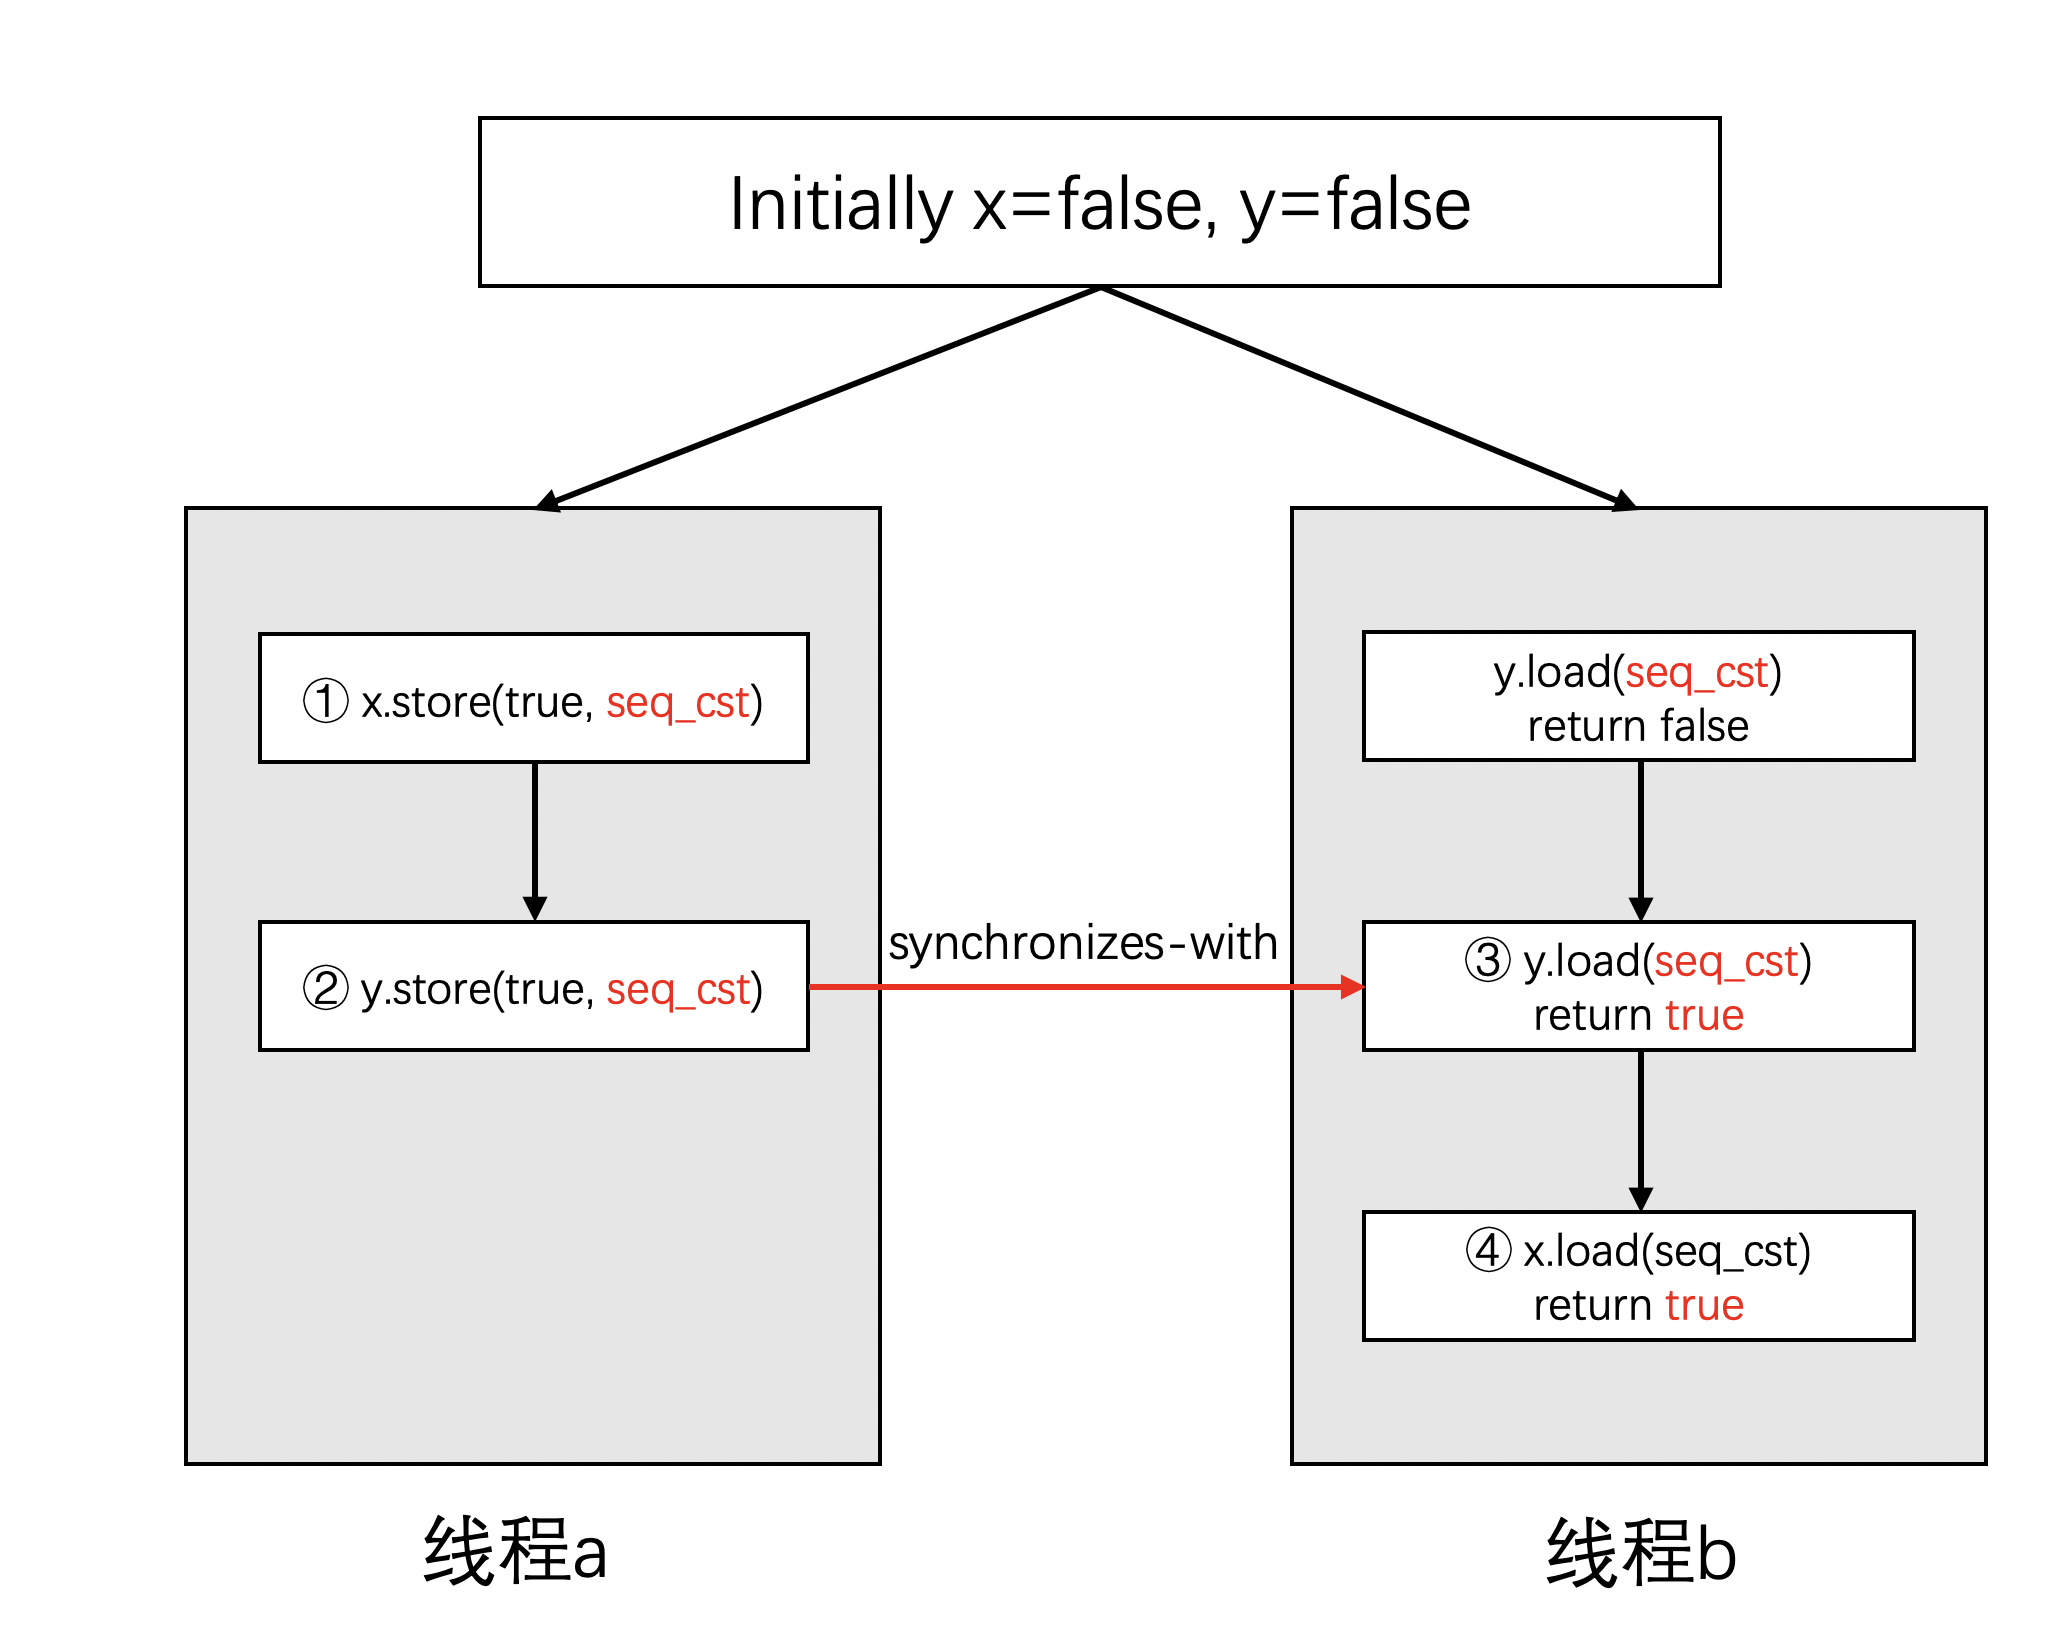 Initially x=false, y=false
① x.store(true, seq_cst)
② y.store(true, seq_cst)
synchronizes-with
y.load(seq_cst)
return false
③ y.load(seq_cst)
return true
④ x.load(seq_cst)
return true
线程a
线程b